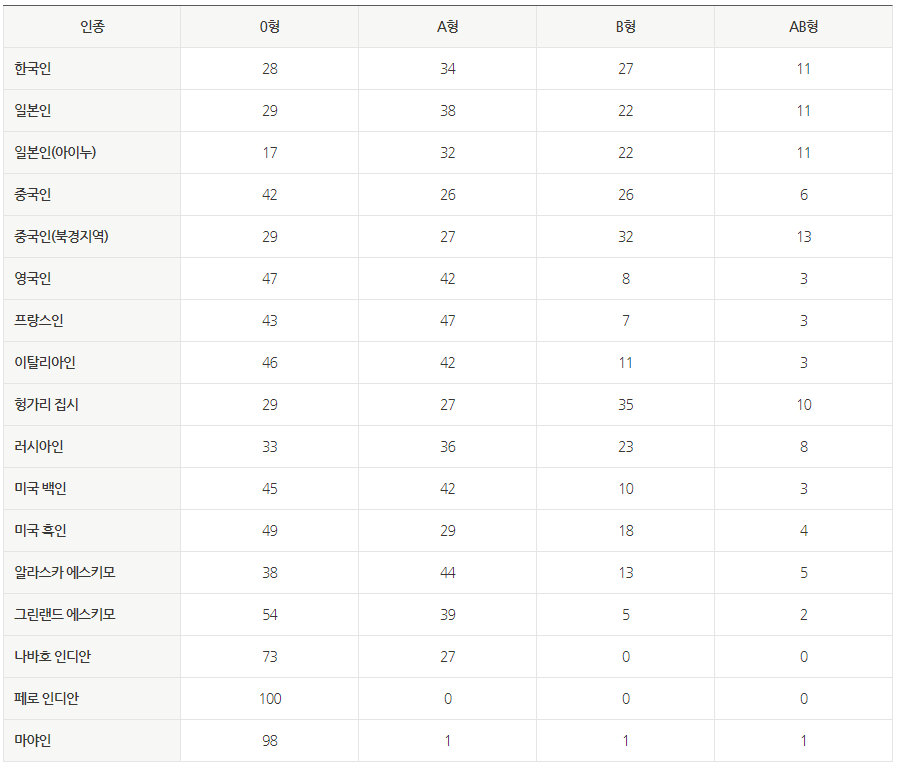 인종 0형 A형 B형 AB형
한국인 28 34 27 11
일본인 29 38 22 11
일본인(아이누) 17 32 22 11
중국인 42 26 26 6
중국인(북경지역) 29 27 32 13
영국인 47 42 8 3
프랑스인 43 47 7 3
이탈리아인 46 42 11 3
헝가리 집시 29 27 35 10
러시아인 33 36 23 8
미국 백인 45 42 10 3
미국 흑인 49 29 18 4
알라스카 에스키모 38 44 13 5
그린랜드 에스키모 54 39 5 2
나바호 인디안 73 27 0 0
페로 인디안 100 0 0 0
마야인 98 1 1 1